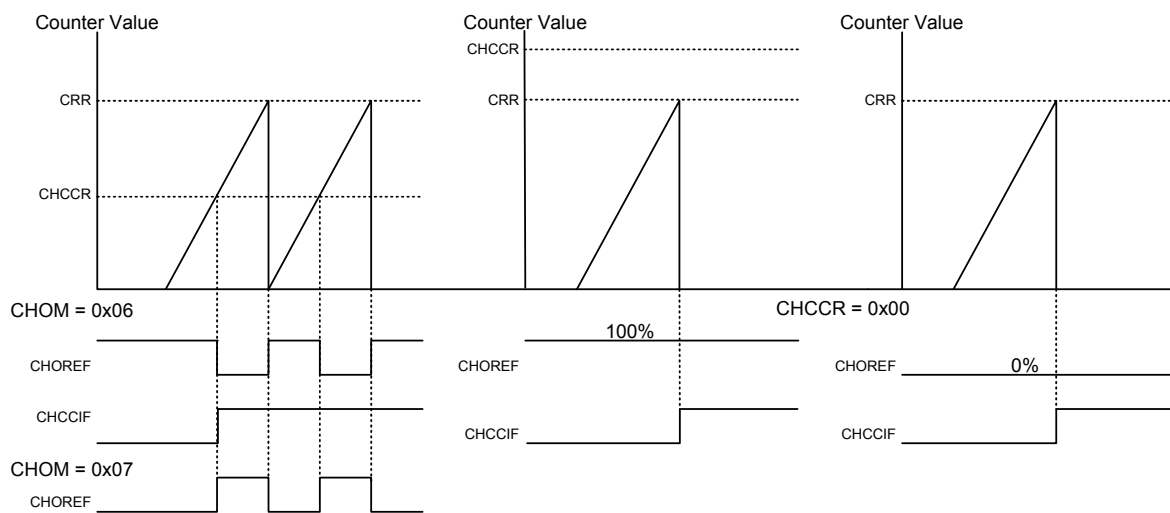 Counter Value
CRR
CHCCR
CHOM = 0x06
CHOREF
CHCCIF
CHOM = 0x07
CHOREF
Counter Value
CHCCR
CRR
100%
CHOREF
CHCCIF
Counter Value
CRR
CHCCR = 0x00
CHOREF
0%
CHCCIF